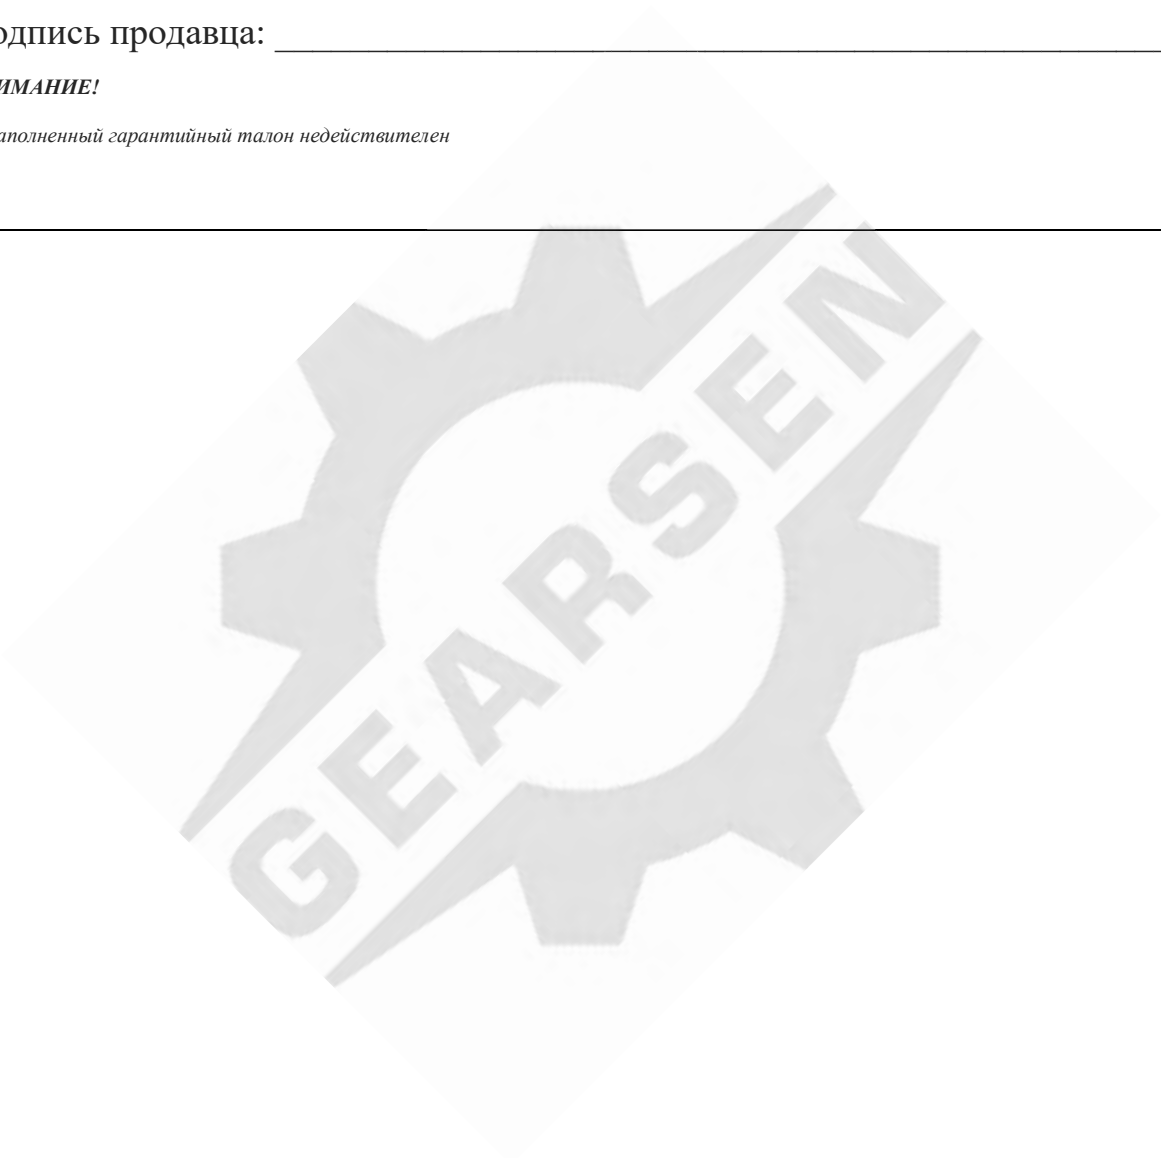 одпись продавца:
ИМАНИЕ!
аполненный гарантийный талон недействителен
GEARSEN